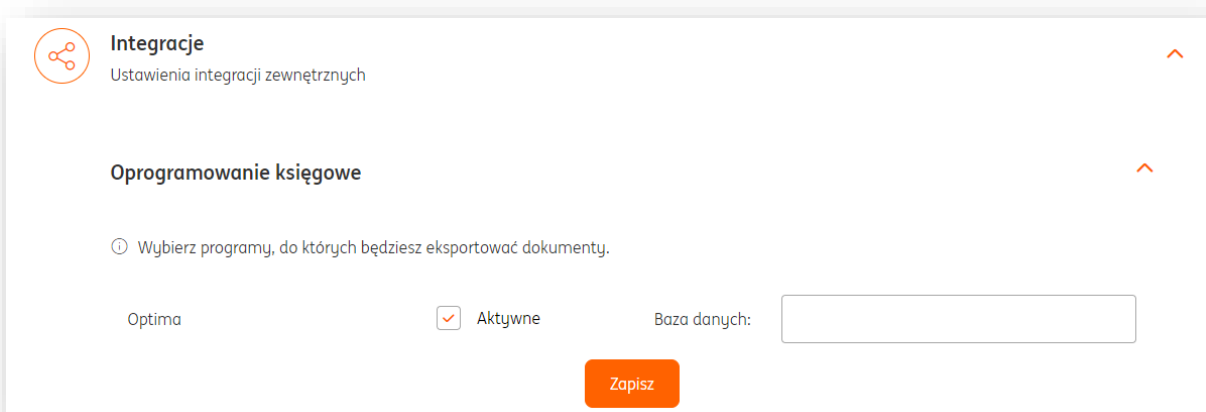 Integracje
Ustawienia integracji zewnętrznych
Oprogramowanie księgowe
Wybierz programy, do których będziesz eksportować dokumenty.
Optima Aktywne Baza danych:
Zapisz